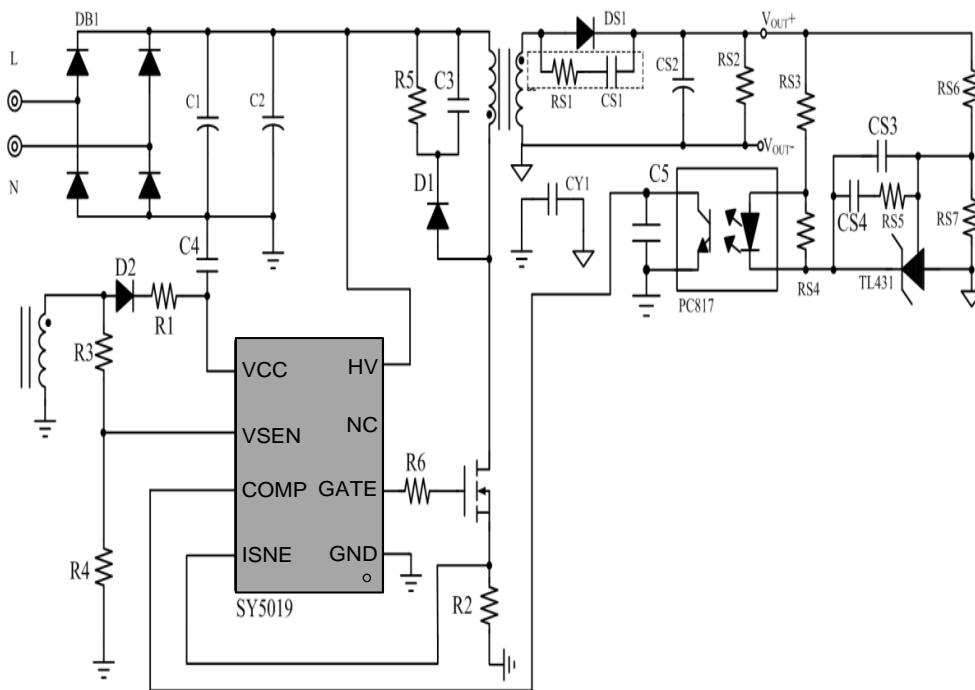 DB1
L
N
C1
C2
R5
C3
D1
DS1
RS1
CS1
CS2
RS2
VOUT+
VOUT-
RS3
RS6
CS3
CS4
RS5
RS7
RS4
TL431
C5
PC817
CY1
C4
D2
R1
R3
R4
VCC
HV
VSEN
NC
COMP
GATE
ISNE
GND
SY5019
R6
R2